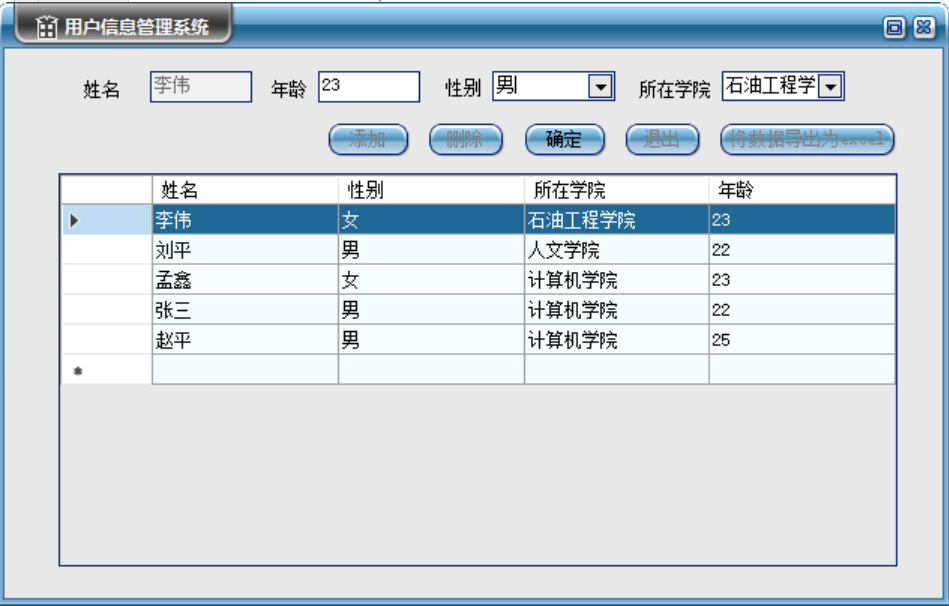 用户信息管理系统
姓名 李伟 年龄 23 性别 男 所在学院 石油工程学
添加 删除 确定 退出 将数据导出为excel
姓名 性别 所在学院 年龄
李伟 女 石油工程学院 23
刘平 男 人文学院 22
孟鑫 女 计算机学院 23
张三 男 计算机学院 22
赵平 男 计算机学院 25